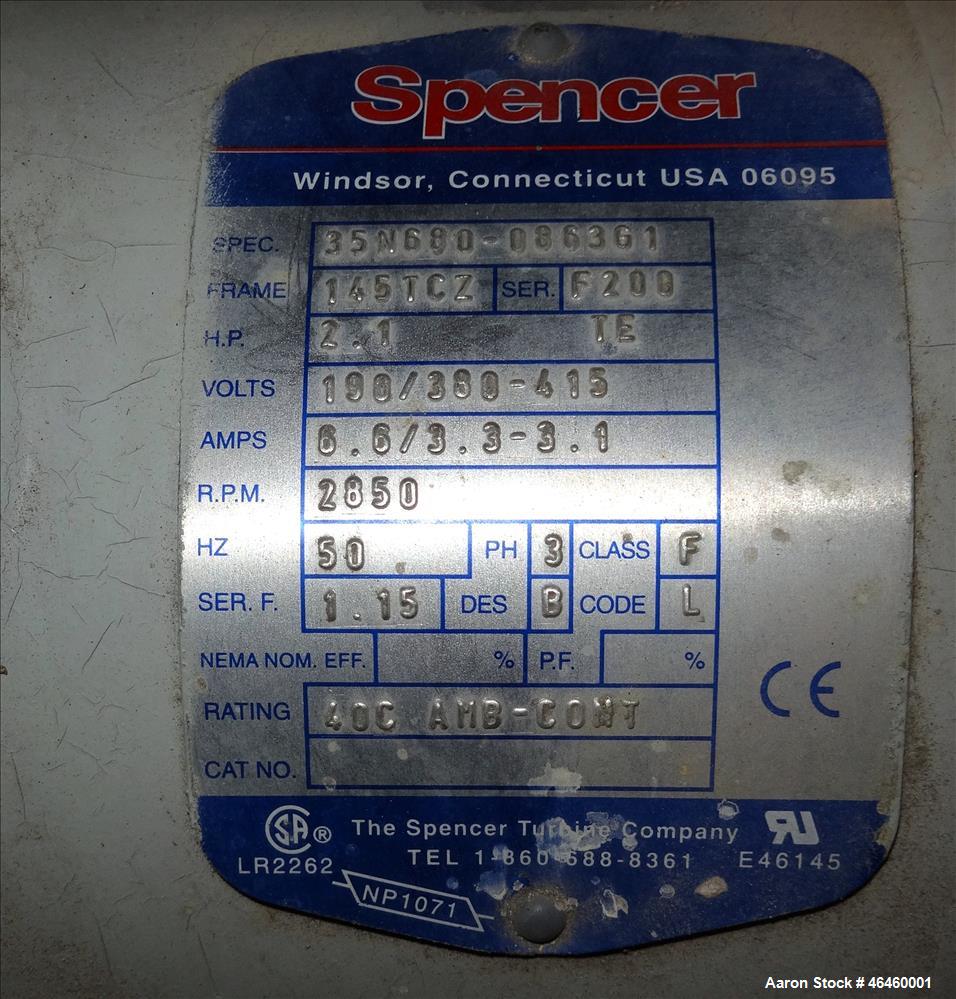 Spencer
Windsor, Connecticut USA 06095
SPEC. 35N680-0863G1
FRAME 145TCZ SER. F200
H.P. 2.1 TE
VOLTS 190/380-415
AMPS 6.6/3.3-3.1
R.P.M. 2850
HZ 50 PH 3 CLASS F
SER. F. 1.15 DES B CODE L
NEMA NOM. EFF. % P.F. %
RATING 40C AMB-CONT
CE
CAT NO.
SA ® The Spencer Turbine Company RU
LR2262 TEL 1-860-688-8361 E46145
NP1071
Aaron Stock # 46460001